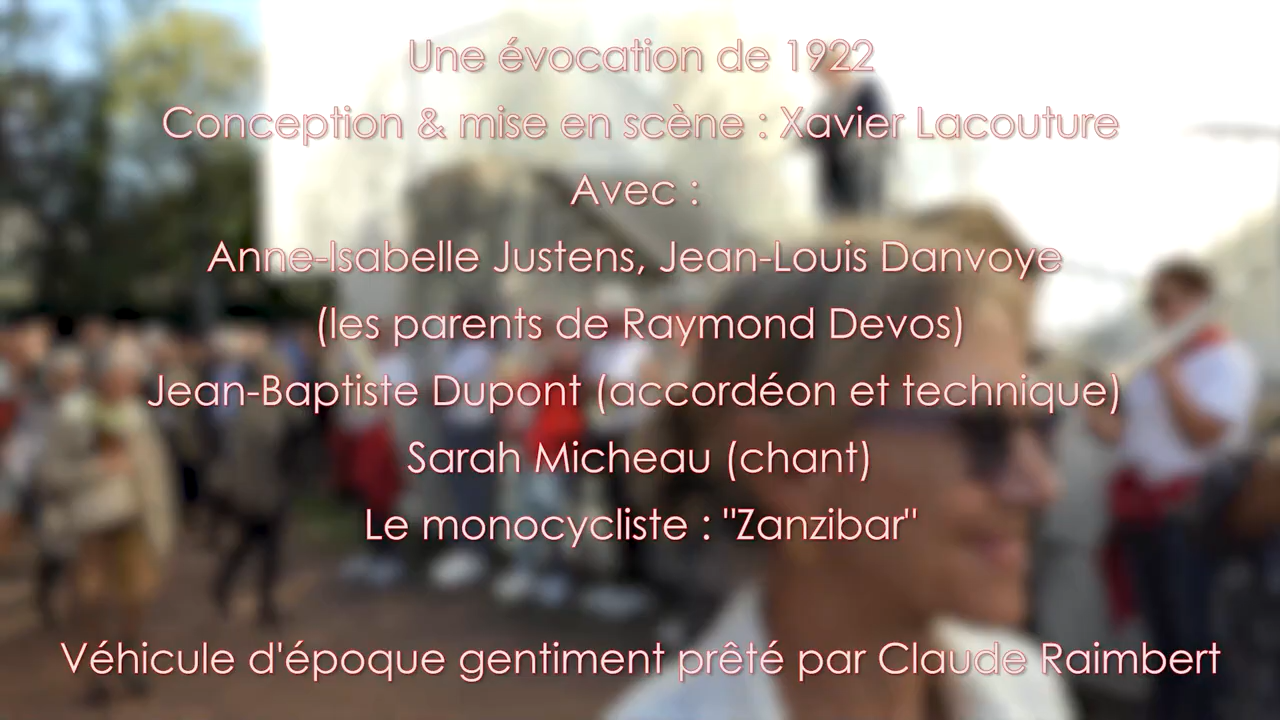 Une évocation de 1922
Conception & mise en scène : Xavier Lacouture
Avec :
Anne-Isabelle Justens, Jean-Louis Danvoye
(les parents de Raymond Devos)
Jean-Baptiste Dupont (accordéon et technique)
Sarah Micheau (chant)
Le monocycliste : "Zanzibar"
Véhicule d'époque gentiment prêté par Claude Raimbert